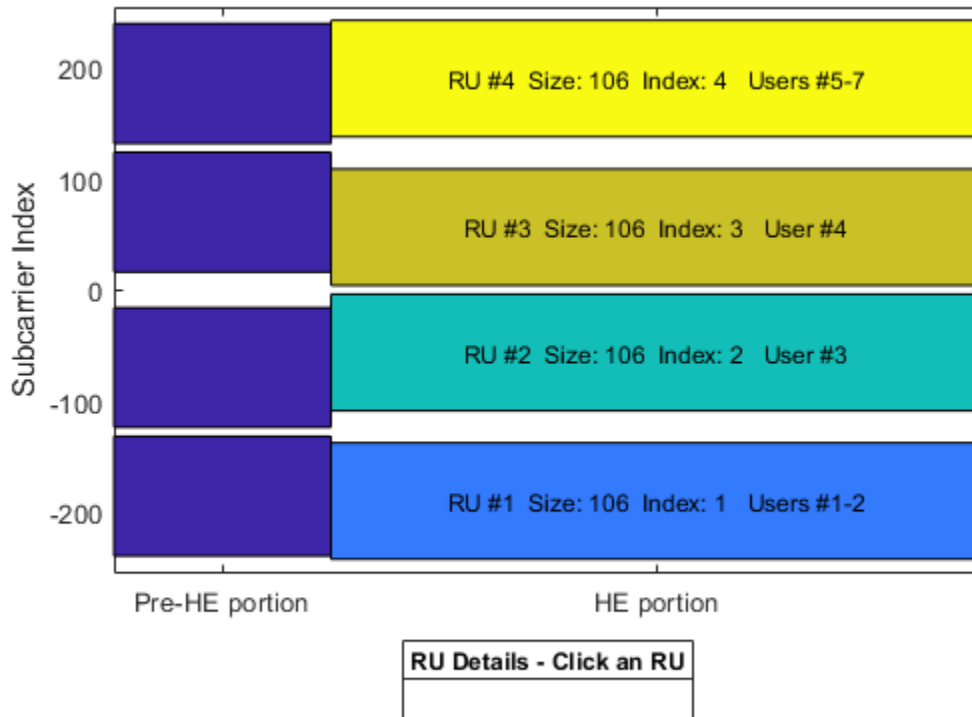 200
RU #4 Size: 106 Index: 4 Users #5-7
100
RU #3 Size: 106 Index: 3 User #4
Subcarrier Index
0
RU #2 Size: 106 Index: 2 User #3
-100
RU #1 Size: 106 Index: 1 Users #1-2
-200
Pre-HE portion
HE portion
RU Details - Click an RU